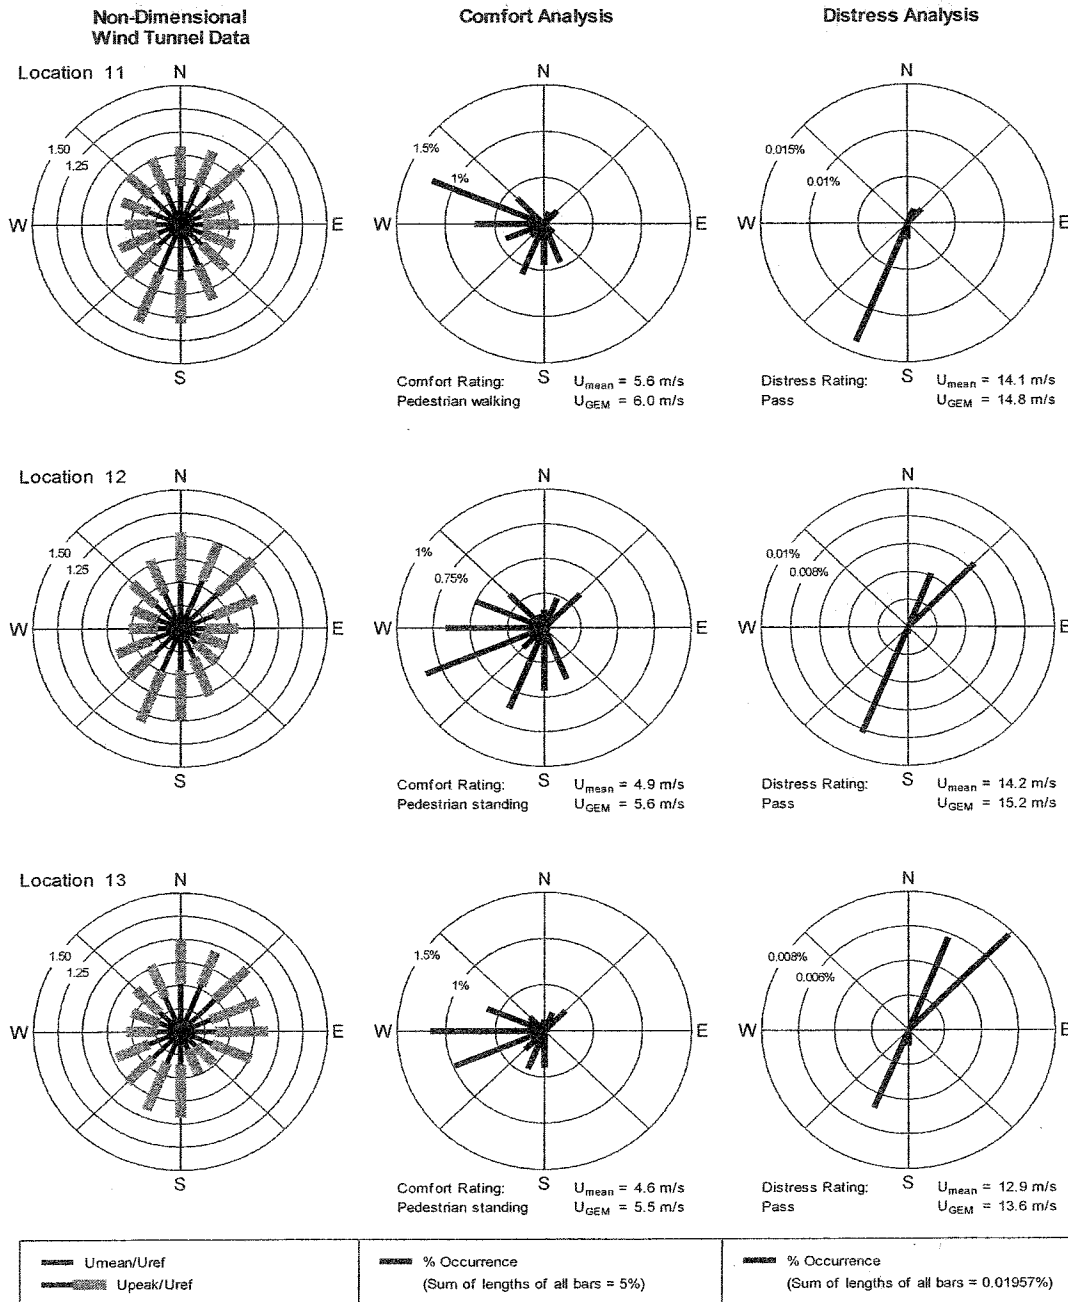 Non-Dimensional
Wind Tunnel Data
Comfort Analysis
Distress Analysis
Location 11
N
1.50
1.25
W
E
S
N
1.5%
1%
W
E
S
Comfort Rating:
Pedestrian walking
Umean = 5.6 m/s
UGEM = 6.0 m/s
N
0.015%
0.01%
W
E
S
Distress Rating:
Pass
Umean = 14.1 m/s
UGEM = 14.8 m/s
Location 12
N
1.50
1.25
W
E
S
N
1%
0.75%
W
E
S
Comfort Rating:
Pedestrian standing
Umean = 4.9 m/s
UGEM = 5.6 m/s
N
0.01%
0.008%
W
E
S
Distress Rating:
Pass
Umean = 14.2 m/s
UGEM = 15.2 m/s
Location 13
N
1.50
1.25
W
E
S
N
1.5%
1%
W
E
S
Comfort Rating:
Pedestrian standing
Umean = 4.6 m/s
UGEM = 5.5 m/s
N
0.008%
0.006%
W
E
S
Distress Rating:
Pass
Umean = 12.9 m/s
UGEM = 13.6 m/s
Umean/Uref
Upeak/Uref
% Occurrence
(Sum of lengths of all bars = 5%)
% Occurrence
(Sum of lengths of all bars = 0.01957%)